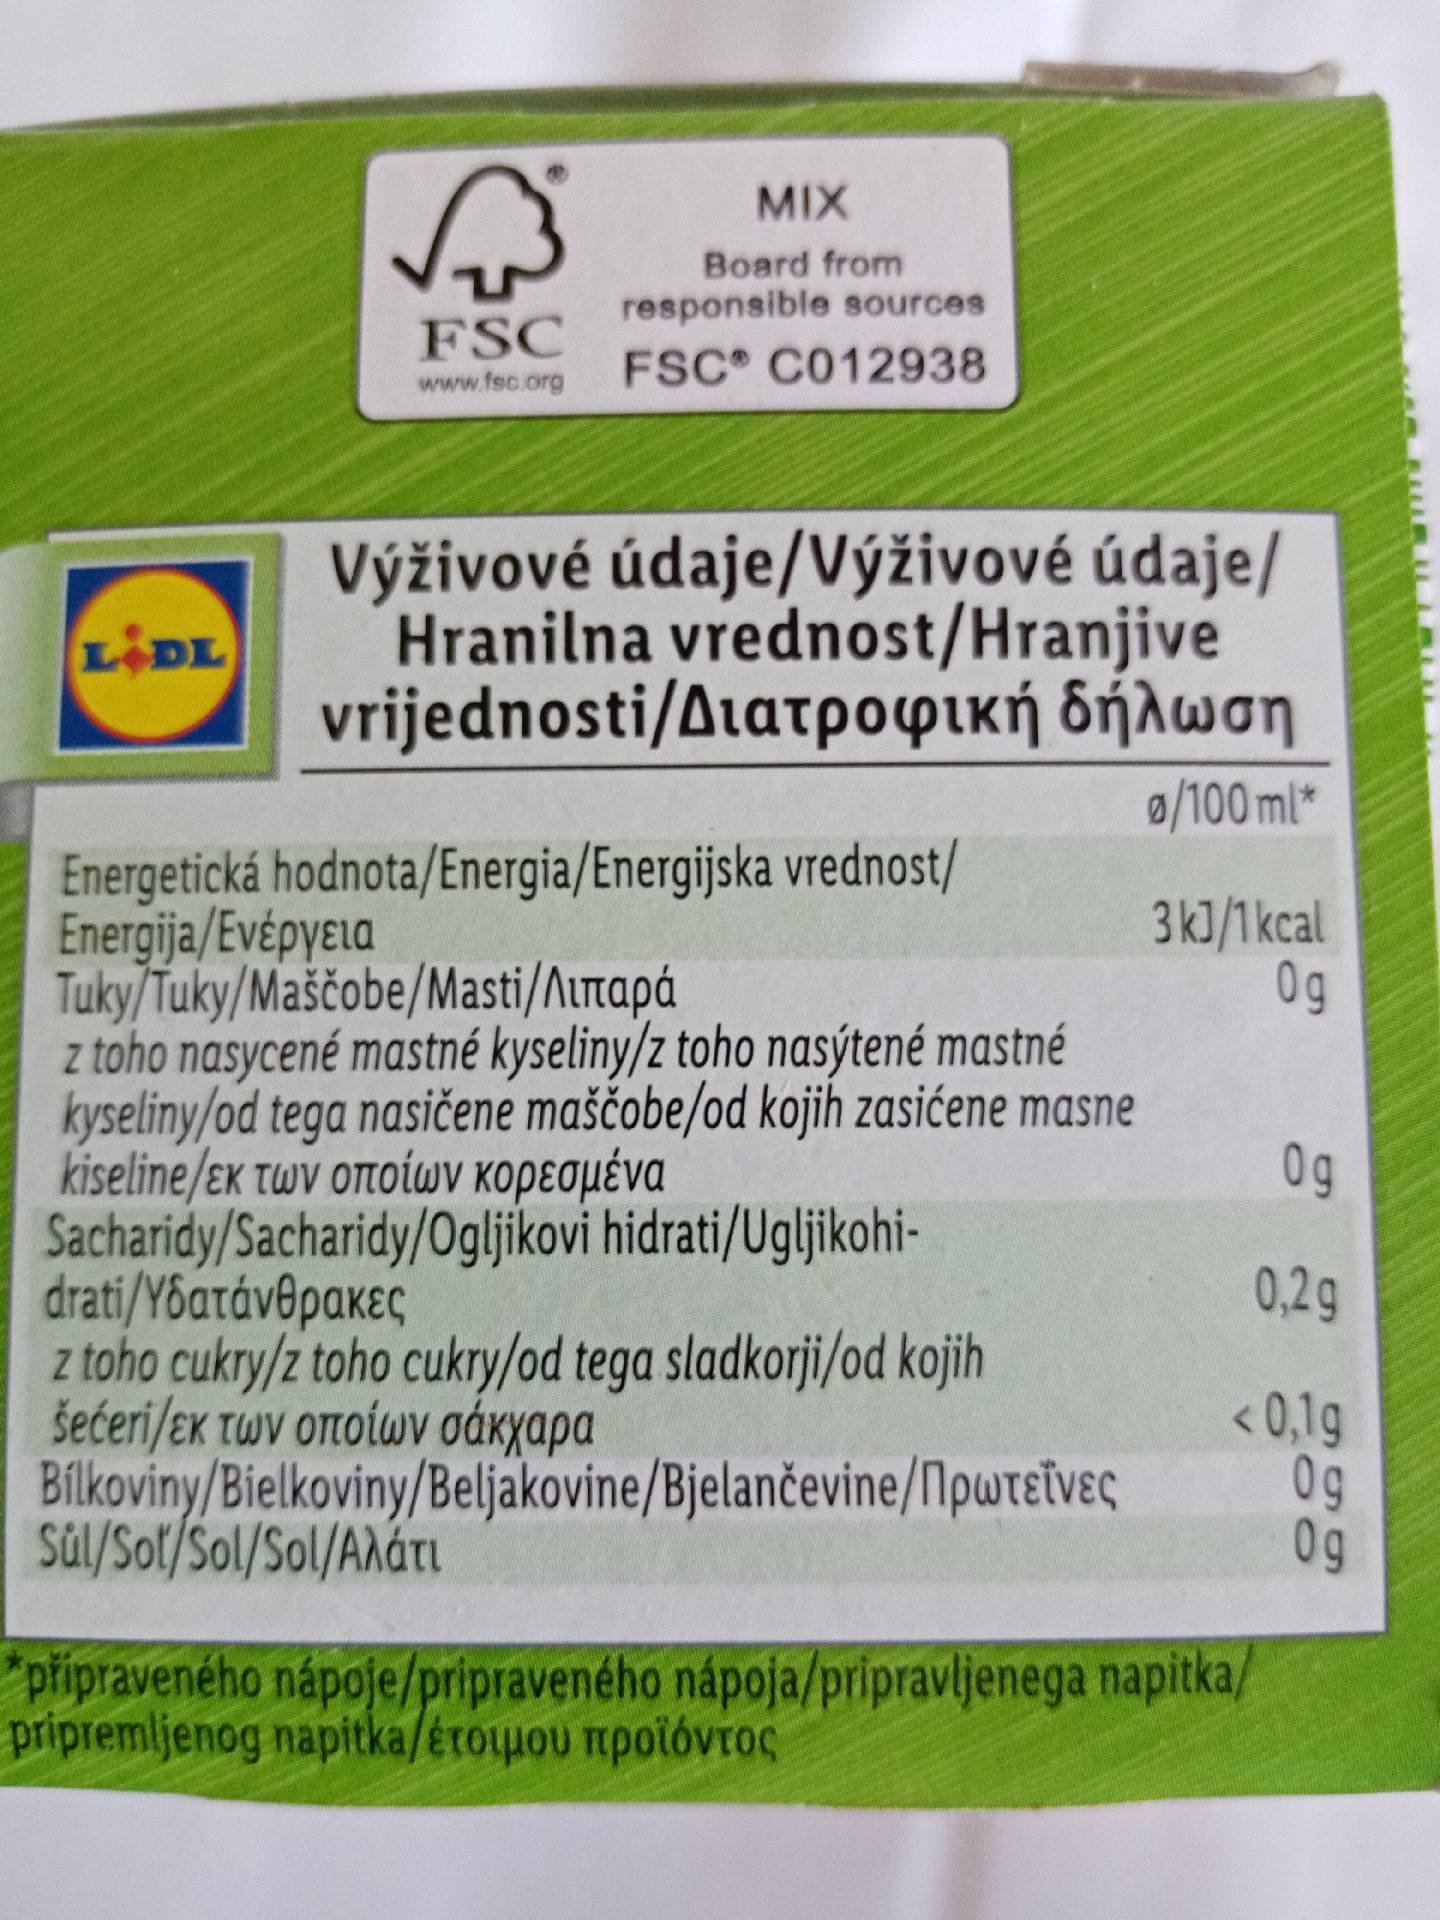 ®
MIX
Board from
responsible sources
FSC
www.fsc.org
FSC® C012938
LIDL
Výživové údaje/Výživové údaje/
Hranilna vrednost/Hranjive
vrijednosti/Διατροφική δήλωση
ø/100 ml*
Energetická hodnota/Energia/Energijska vrednost/
Energija/Ενέργεια 3 kJ/1 kcal
Tuky/Tuky/Maščobe/Masti/Λιπαρά 0 g
z toho nasycené mastné kyseliny/z toho nasýtené mastné
kyseliny/od tega nasičene maščobe/od kojih zasićene masne
kiseline/εκ των οποίων κορεσμένα 0 g
Sacharidy/Sacharidy/Ogljikovi hidrati/Ugljikohi-
drati/Υδατάνθρακες 0,2 g
z toho cukry/z toho cukry/od tega sladkorji/od kojih
šećeri/εκ των οποίων σάκχαρα < 0,1 g
Bílkoviny/Bielkoviny/Beljakovine/Bjelančevine/Πρωτεΐνες 0 g
Sůl/Soľ/Sol/Sol/Αλάτι 0 g
*připraveného nápoje/pripraveného nápoja/pripravljenega napitka/
pripremljenog napitka/έτοιμου προϊόντος